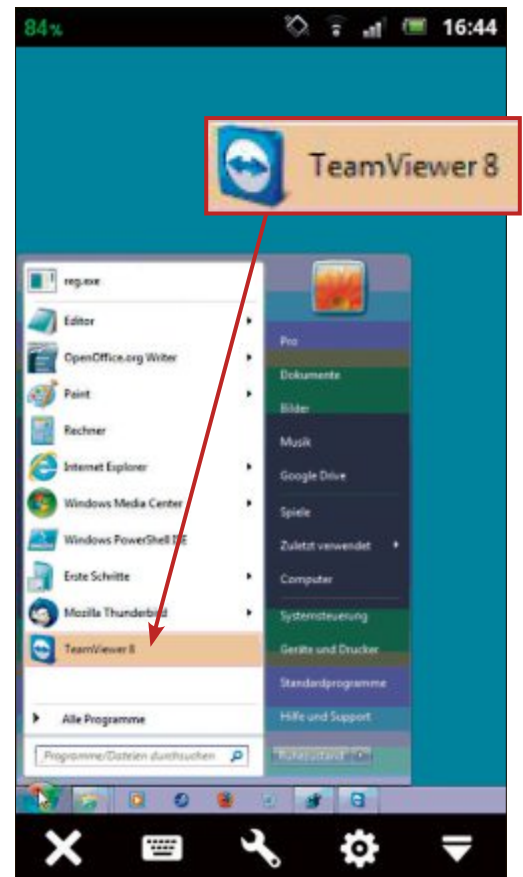 84%
16:44
TeamViewer 8
reg.exe
Editor
OpenOffice.org Writer
Paint
Rechner
Internet Explorer
Windows Media Center
Windows PowerShell ISE
Erste Schritte
Mozilla Thunderbird
TeamViewer 8
Alle Programme
Programme/Dateien durchsuchen
Pro
Dokumente
Bilder
Musik
Google Drive
Spiele
Zuletzt verwendet
Computer
Systemsteuerung
Geräte und Drucker
Standardprogramme
Hilfe und Support
Ruhezustand